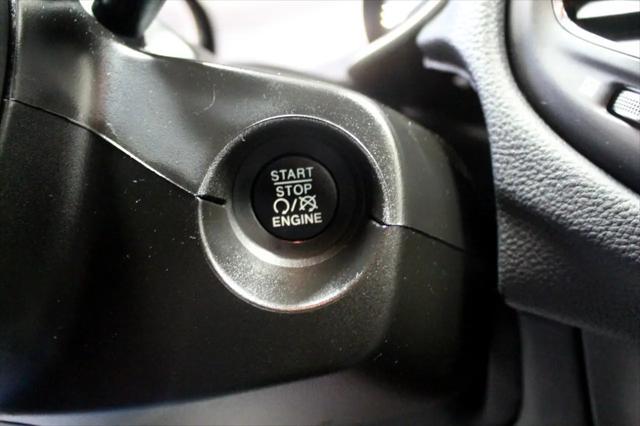 START
STOP
/
ENGINE